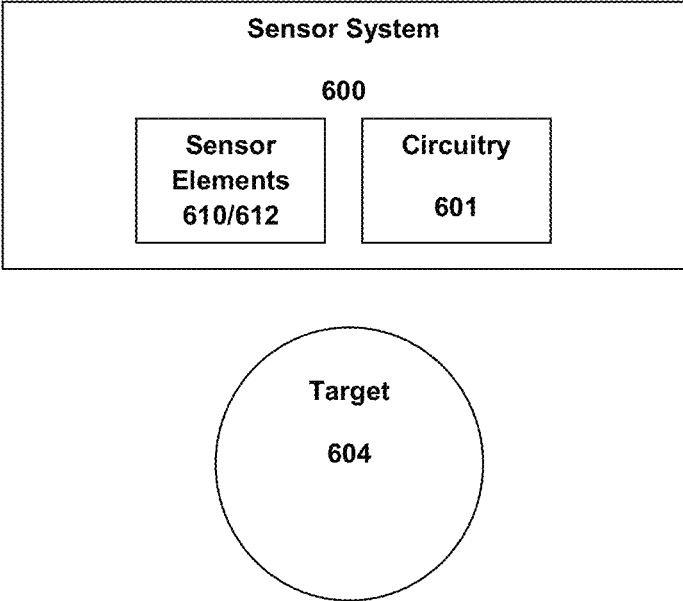 Sensor System
600
Sensor
Elements
610/612
Circuitry
601
Target
604